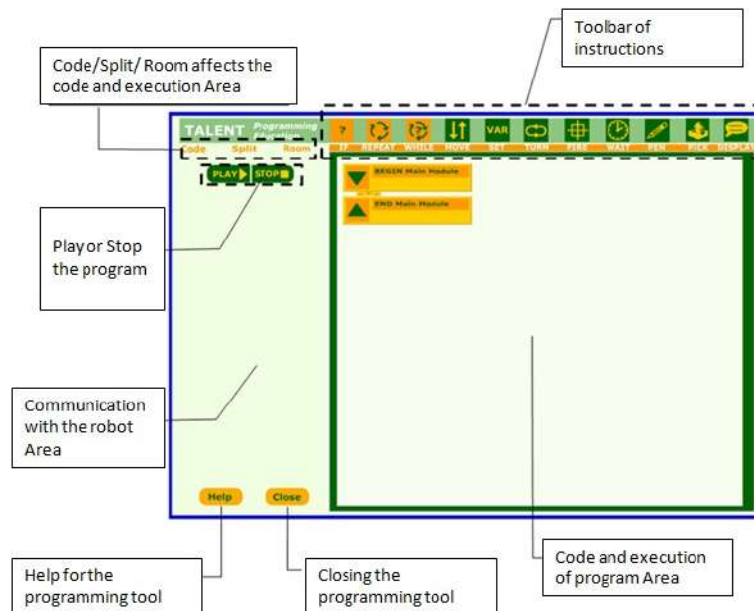 Toolbar of
instructions
Code/Split/ Room affects the
code and execution Area
TALENT Programming
Education
Code Split Room
? VAR
IF REPEAT WHILE MOVE SET TURN FIRE WAIT PEN PICK DISPLAY
PLAY STOP
BEGIN Main Module
END Main Module
Play or Stop
the program
Communication
with the robot
Area
Help Close
Help for the
programming tool
Closing the
programming tool
Code and execution
of program Area